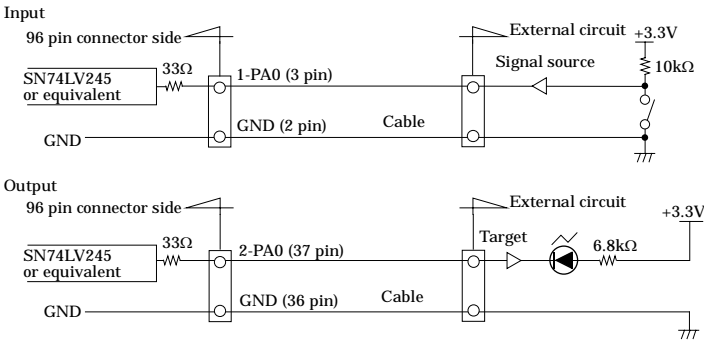 Input
96 pin connector side
External circuit
+3.3V
SN74LV245
or equivalent
33Ω
1-PA0 (3 pin)
Signal source
10kΩ
GND
GND (2 pin)
Cable
Output
96 pin connector side
External circuit
+3.3V
SN74LV245
or equivalent
33Ω
2-PA0 (37 pin)
Target
6.8kΩ
GND
GND (36 pin)
Cable